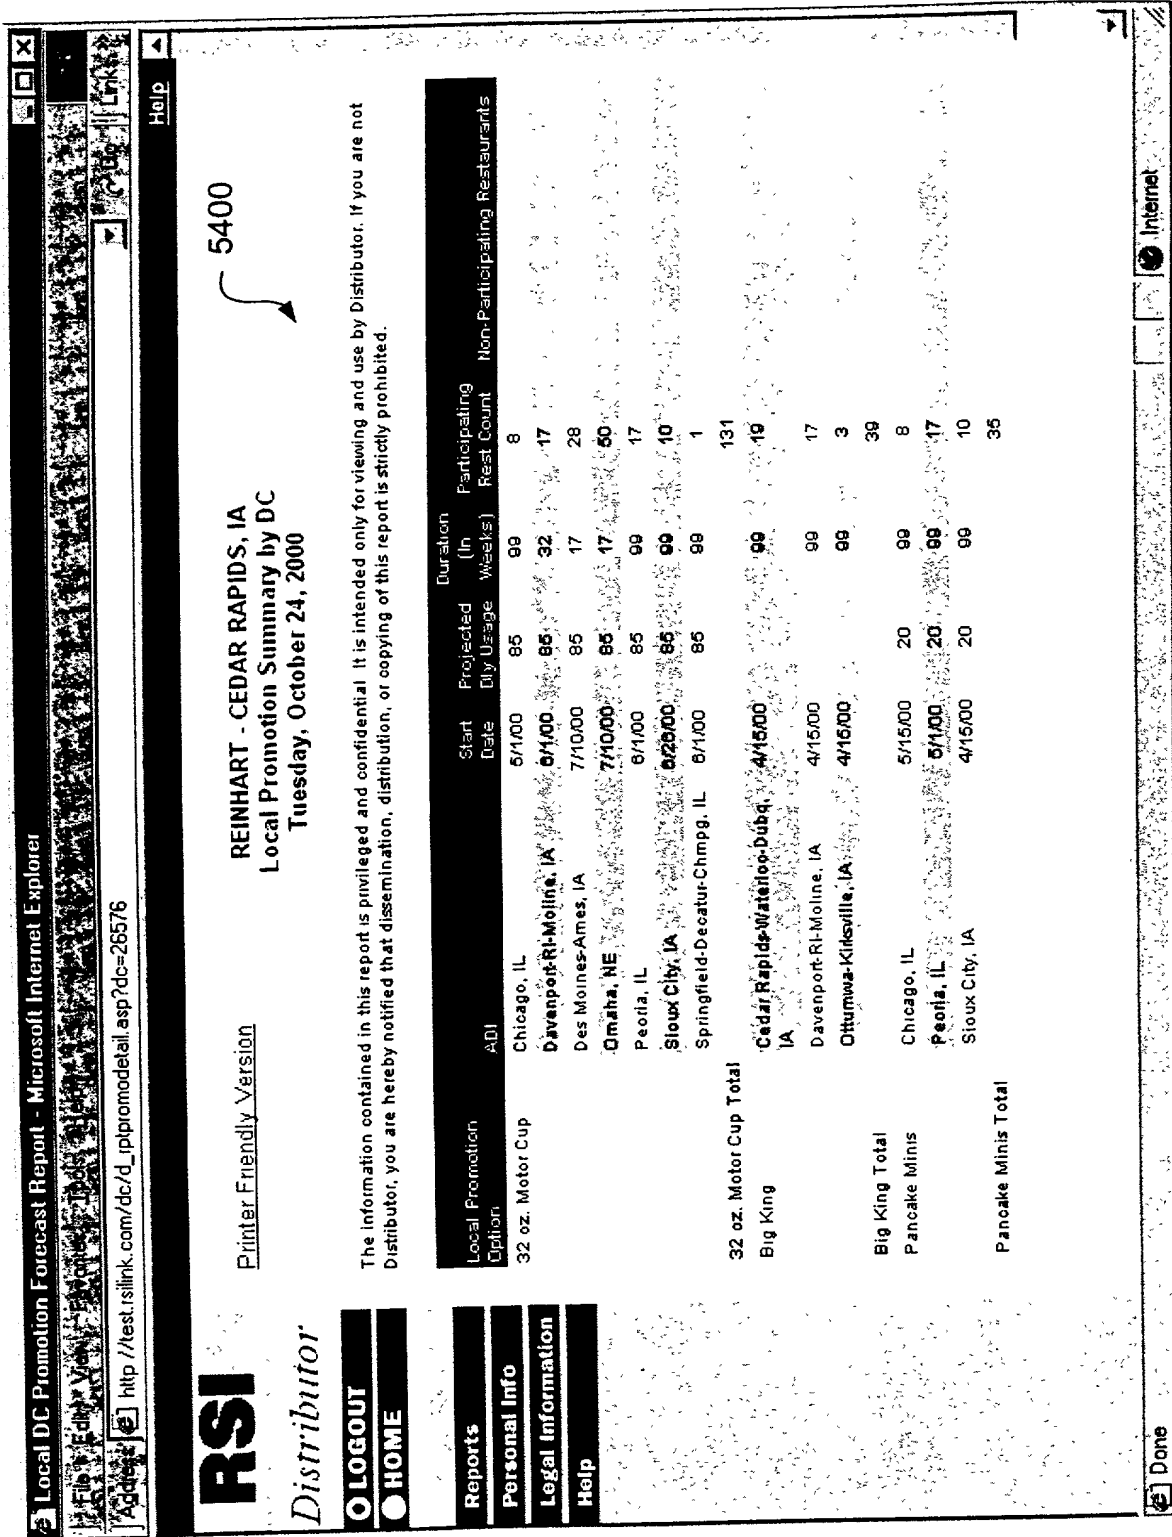 Local DC Promotion Forecast Report - Microsoft Internet Explorer
File Edit View Favorites Tools Help
Address http //test.rsilink.com/dc/d_rptpromodetail.asp?dc=26576 Go Links
Help
RSI
Distributor
LOGOUT
HOME
Reports
Personal Info
Legal Information
Help
Printer Friendly Version
REINHART - CEDAR RAPIDS, IA
Local Promotion Summary by DC
Tuesday, October 24, 2000
5400
The information contained in this report is privileged and confidential It is intended only for viewing and use by Distributor. If you are not
Distributor, you are hereby notified that dissemination, distribution, or copying of this report is strictly prohibited.
Local Promotion Option ADI Start Date Projected Dly Usage Duration (In Weeks) Participating Rest Count Non-Participating Restaurants
32 oz. Motor Cup Chicago, IL 5/1/00 85 99 8
Davenport-RI-Moline, IA 6/1/00 85 32 17
Des Moines-Ames, IA 7/10/00 85 17 28
Omaha, NE 7/10/00 85 17 50
Peoria, IL 6/1/00 85 99 17
Sioux City, IA 6/26/00 85 99 10
Springfield-Decatur-Chmpg, IL 6/1/00 85 99 1
32 oz. Motor Cup Total 131
Big King Cedar Rapids-Waterloo-Dubq, 4/15/00 99 19
IA
Davenport-RI-Moline, IA 4/15/00 99 17
Ottumwa-Kirksville, IA 4/15/00 99 3
Big King Total 39
Pancake Minis Chicago, IL 5/15/00 20 99 8
Peoria, IL 5/1/00 20 99 17
Sioux City, IA 4/15/00 20 99 10
Pancake Minis Total 35
Done Internet